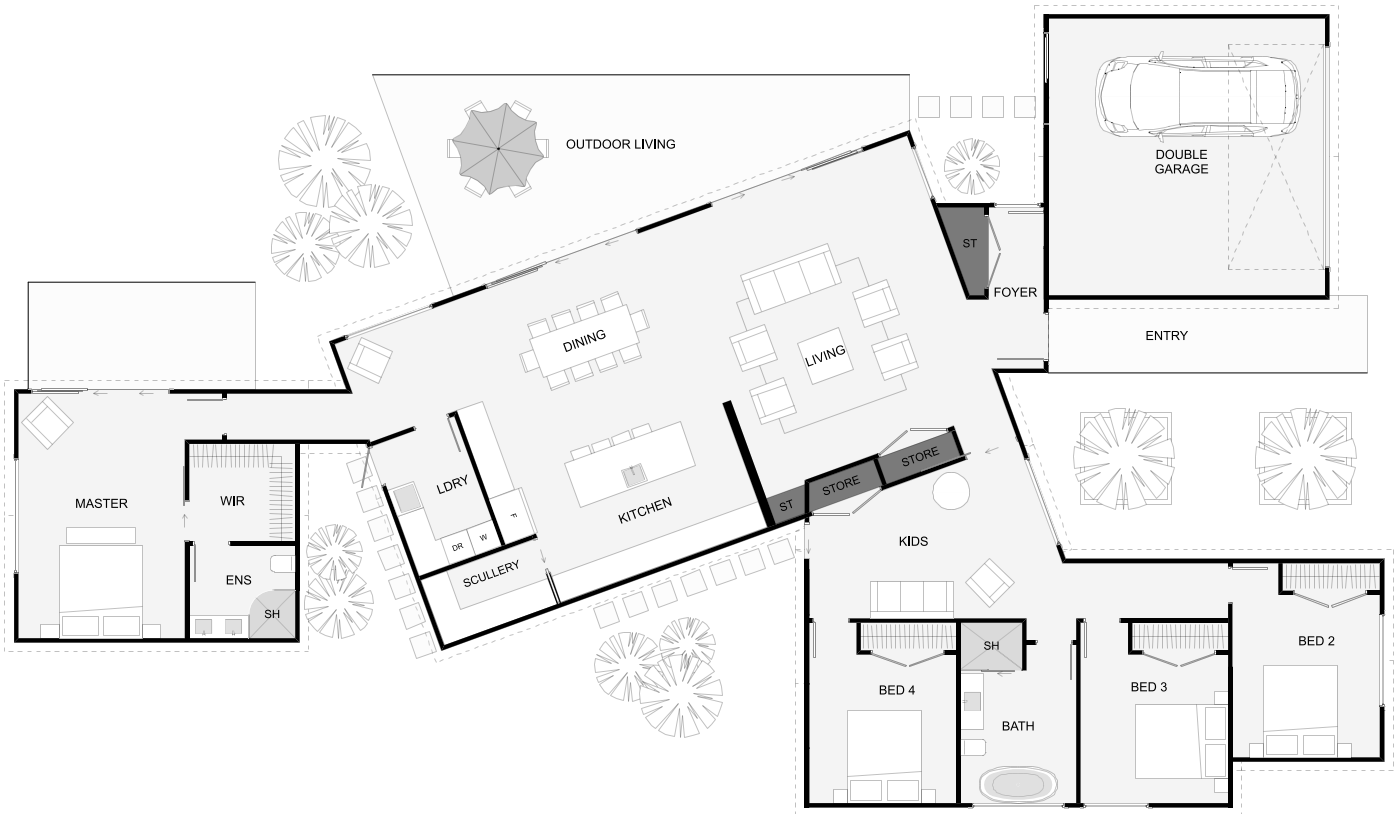 OUTDOOR LIVING
DOUBLE
GARAGE
ST
FOYER
ENTRY
DINING
LIVING
MASTER
WIR
LDRY
KITCHEN
STORE
STORE
ST
F
W
DR
SCULLERY
KIDS
ENS
SH
SH
BED 4
BATH
BED 3
BED 2